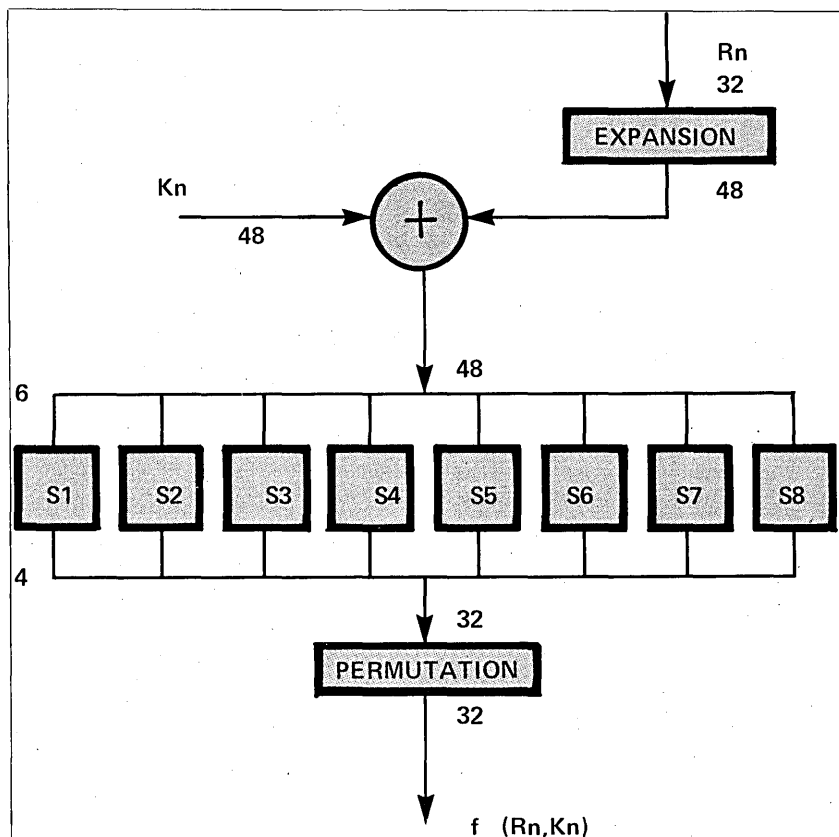 Rn
32
EXPANSION
48
Kn
48
+
48
6
S1 S2 S3 S4 S5 S6 S7 S8
4
32
PERMUTATION
32
f (Rn,Kn)